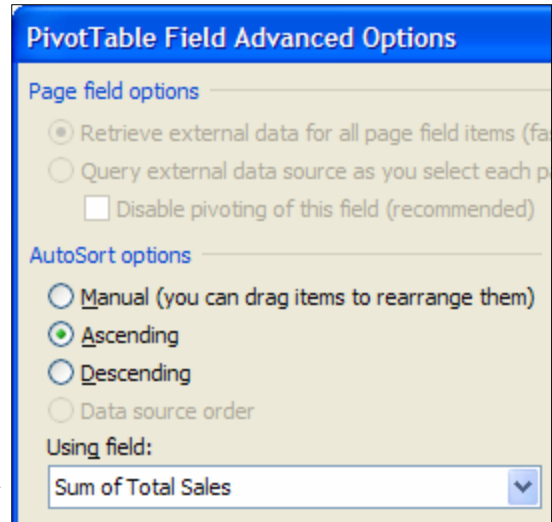 PivotTable Field Advanced Options
Page field options
Retrieve external data for all page field items (fa
Query external data source as you select each p
Disable pivoting of this field (recommended)
AutoSort options
Manual (you can drag items to rearrange them)
Ascending
Descending
Data source order
Using field:
Sum of Total Sales